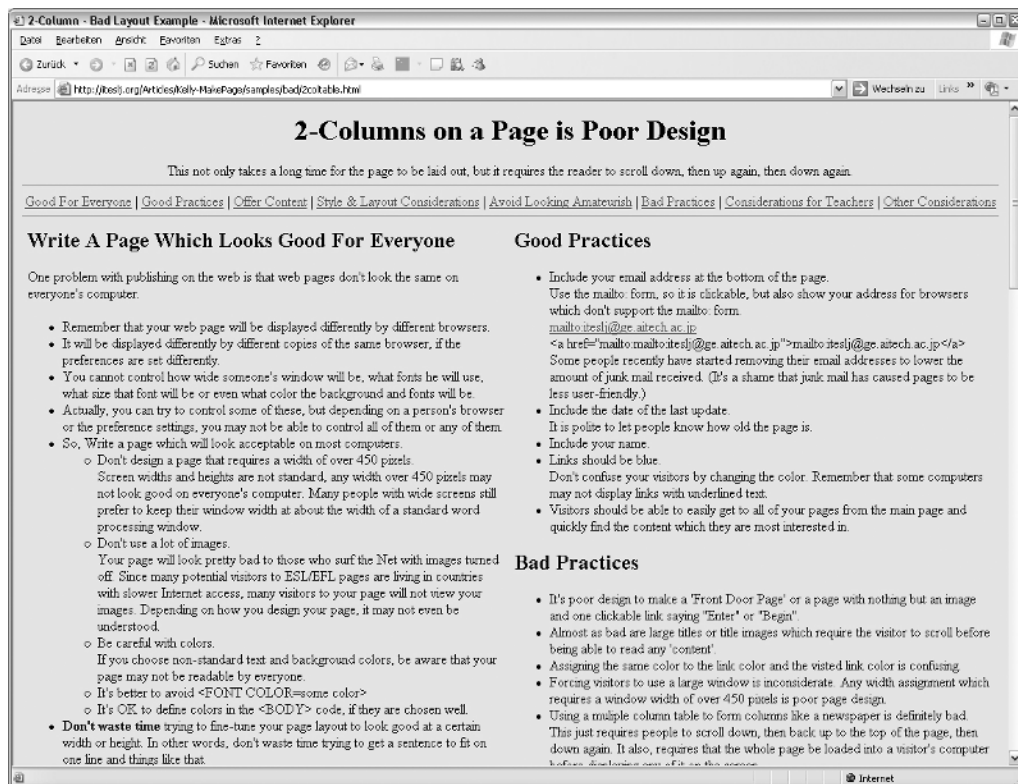 2-Column - Bad Layout Example - Microsoft Internet Explorer
Datei Bearbeiten Ansicht Favoriten Extras ?
Zurück Suchen Favoriten
Adresse http://iteslj.org/Articles/Kelly-MakePage/samples/bad/2coltable.html Wechseln zu Links »
2-Columns on a Page is Poor Design
This not only takes a long time for the page to be laid out, but it requires the reader to scroll down, then up again, then down again.
Good For Everyone | Good Practices | Offer Content | Style & Layout Considerations | Avoid Looking Amateurish | Bad Practices | Considerations for Teachers | Other Considerations
Write A Page Which Looks Good For Everyone
One problem with publishing on the web is that web pages don't look the same on
everyone's computer.
• Remember that your web page will be displayed differently by different browsers.
• It will be displayed differently by different copies of the same browser, if the
preferences are set differently.
• You cannot control how wide someone's window will be, what fonts he will use,
what size that font will be or even what color the background and fonts will be.
• Actually, you can try to control some of these, but depending on a person's browser
or the preference settings, you may not be able to control all of them or any of them.
• So, Write a page which will look acceptable on most computers.
o Don't design a page that requires a width of over 450 pixels.
Screen widths and heights are not standard, any width over 450 pixels may
not look good on everyone's computer. Many people with wide screens still
prefer to keep their window width at about the width of a standard word
processing window.
o Don't use a lot of images.
Your page will look pretty bad to those who surf the Net with images turned
off. Since many potential visitors to ESL/EFL pages are living in countries
with slower Internet access, many visitors to your page will not view your
images. Depending on how you design your page, it may not even be
understood.
o Be careful with colors.
If you choose non-standard text and background colors, be aware that your
page may not be readable by everyone.
o It's better to avoid <FONT COLOR=some color>
o It's OK to define colors in the <BODY> code, if they are chosen well.
• Don't waste time trying to fine-tune your page layout to look good at a certain
width or height. In other words, don't waste time trying to get a sentence to fit on
one line and things like that.
Good Practices
• Include your email address at the bottom of the page.
Use the mailto: form, so it is clickable, but also show your address for browsers
which don't support the mailto: form.
mailto:iteslj@ge.aitech.ac.jp
<a href="mailto:mailto:iteslj@ge.aitech.ac.jp">mailto:iteslj@ge.aitech.ac.jp</a>
Some people recently have started removing their email addresses to lower the
amount of junk mail received. (It's a shame that junk mail has caused pages to be
less user-friendly.)
• Include the date of the last update.
It is polite to let people know how old the page is.
• Include your name.
• Links should be blue.
Don't confuse your visitors by changing the color. Remember that some computers
may not display links with underlined text.
• Visitors should be able to easily get to all of your pages from the main page and
quickly find the content which they are most interested in.
Bad Practices
• It's poor design to make a 'Front Door Page' or a page with nothing but an image
and one clickable link saying "Enter" or "Begin".
• Almost as bad are large titles or title images which require the visitor to scroll before
being able to read any 'content'.
• Assigning the same color to the link color and the visted link color is confusing.
• Forcing visitors to use a large window is inconsiderate. Any width assignment which
requires a window width of over 450 pixels is poor page design.
• Using a muliple column table to form columns like a newspaper is definitely bad.
This just requires people to scroll down, then back up to the top of the page, then
down again. It also, requires that the whole page be loaded into a visitor's computer
before displaying any of it on the screen.
Internet